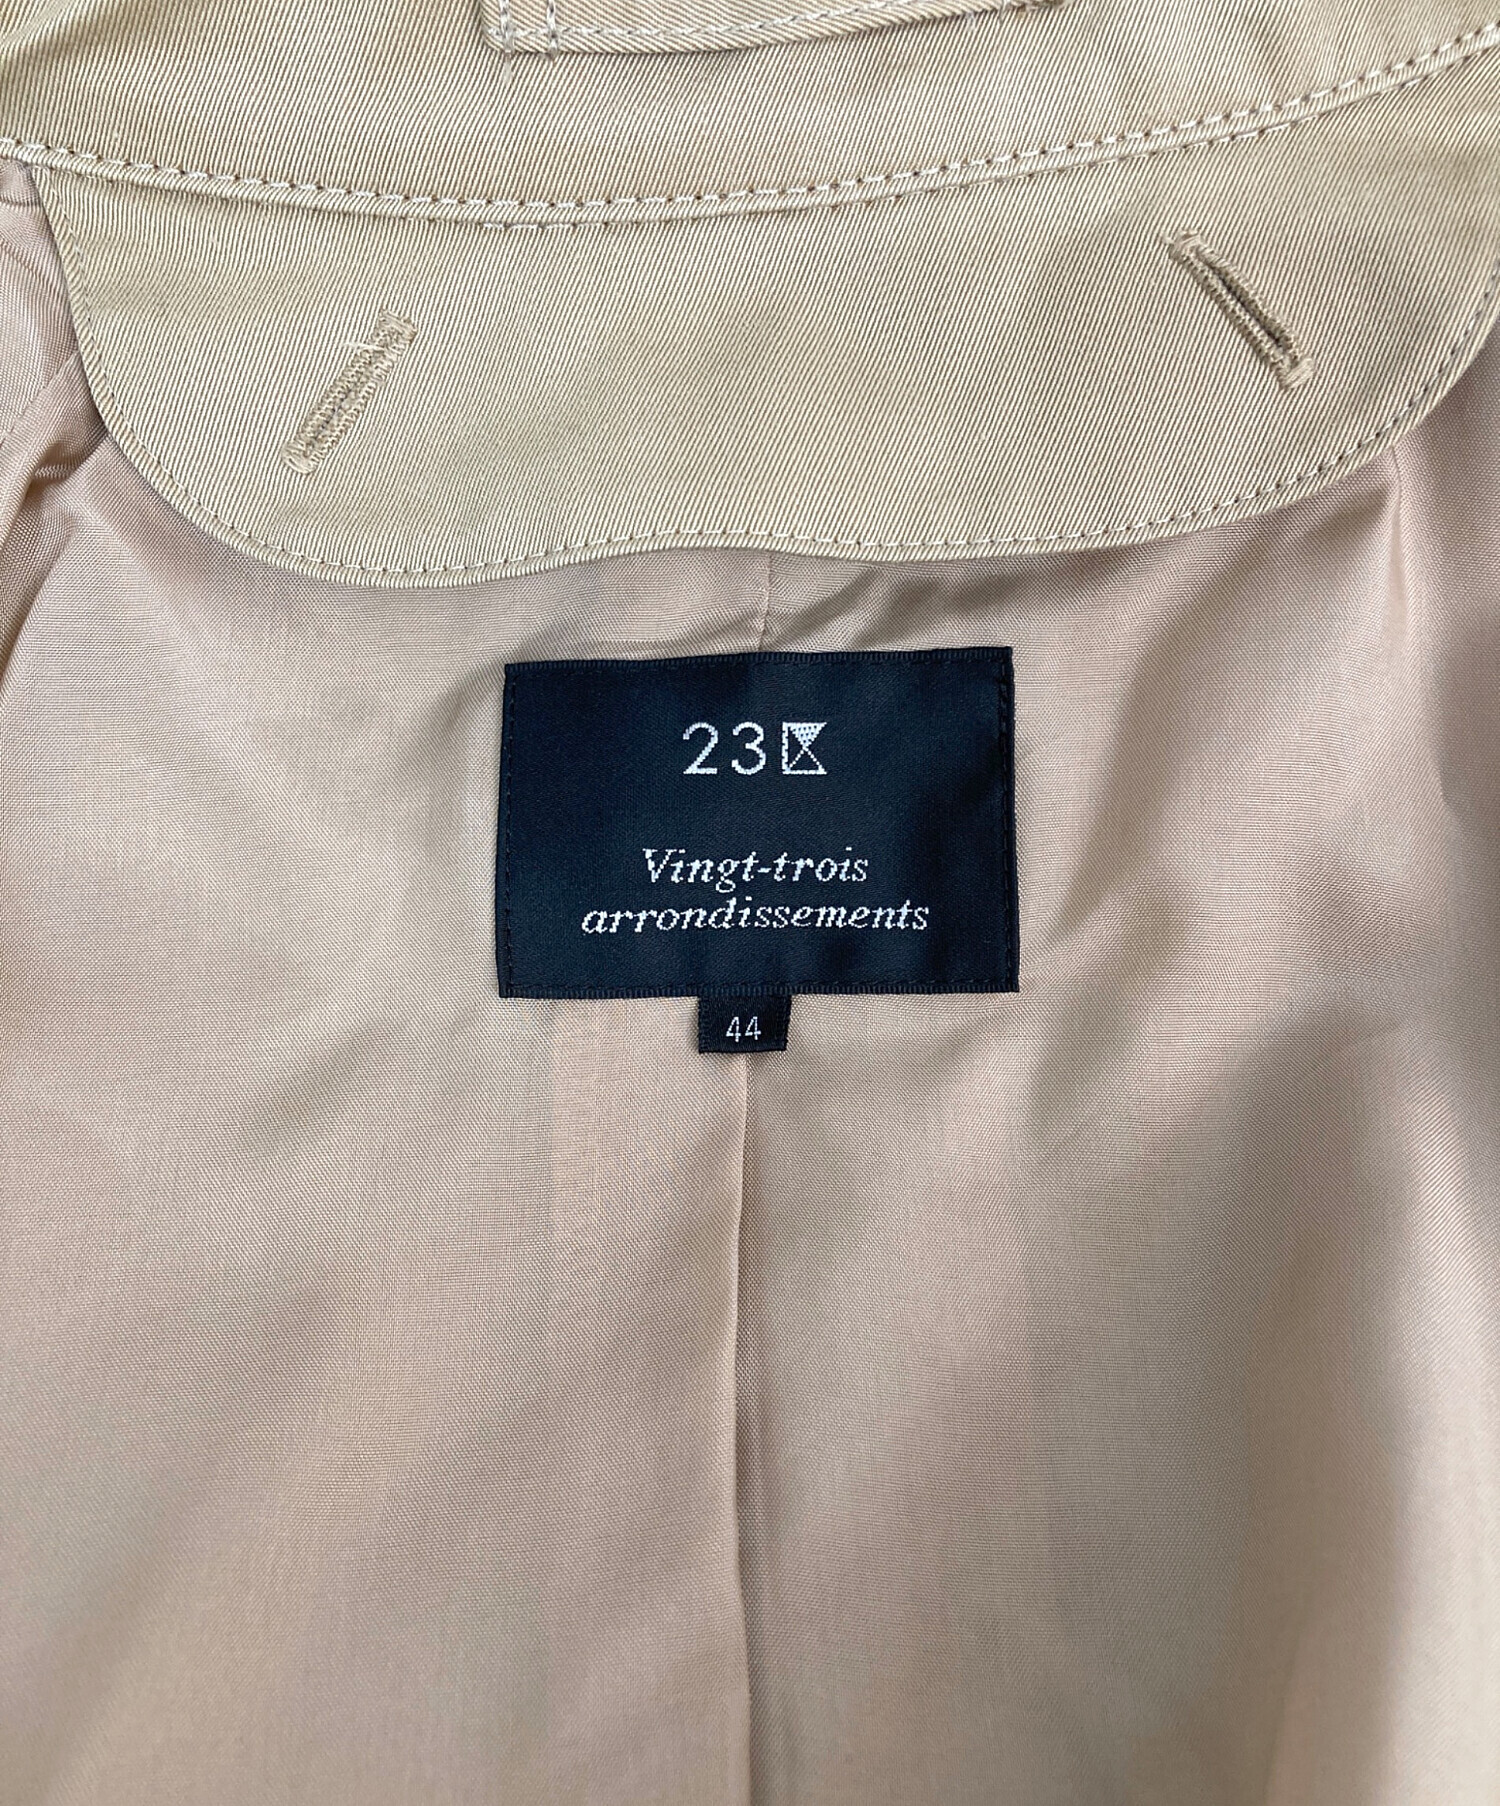 23区
Vingt-trois
arrondissements
44